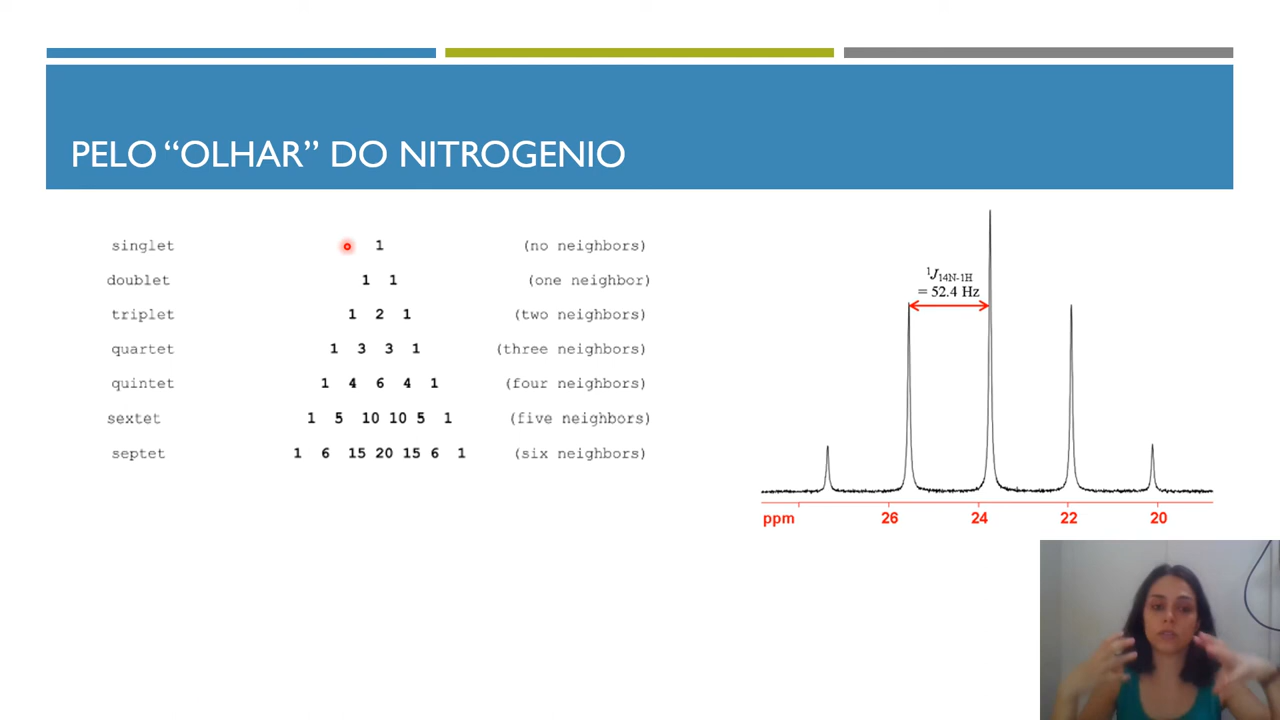 PELO “OLHAR” DO NITROGENIO
singlet 1 (no neighbors)
doublet 1 1 (one neighbor)
triplet 1 2 1 (two neighbors)
quartet 1 3 3 1 (three neighbors)
quintet 1 4 6 4 1 (four neighbors)
sextet 1 5 10 10 5 1 (five neighbors)
septet 1 6 15 20 15 6 1 (six neighbors)
1J14N-1H
= 52.4 Hz
ppm 26 24 22 20